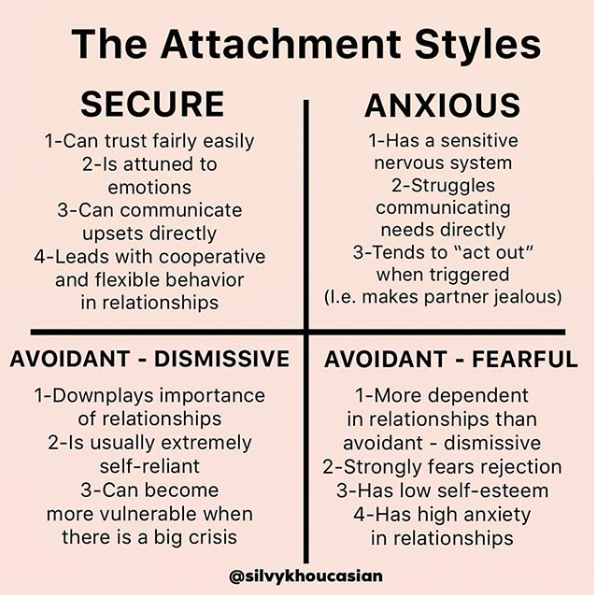 The Attachment Styles
SECURE
1-Can trust fairly easily
2-Is attuned to
emotions
3-Can communicate
upsets directly
4-Leads with cooperative
and flexible behavior
in relationships
ANXIOUS
1-Has a sensitive
nervous system
2-Struggles
communicating
needs directly
3-Tends to “act out”
when triggered
(I.e. makes partner jealous)
AVOIDANT - DISMISSIVE
1-Downplays importance
of relationships
2-Is usually extremely
self-reliant
3-Can become
more vulnerable when
there is a big crisis
AVOIDANT - FEARFUL
1-More dependent
in relationships than
avoidant - dismissive
2-Strongly fears rejection
3-Has low self-esteem
4-Has high anxiety
in relationships
@silvykhoucasian